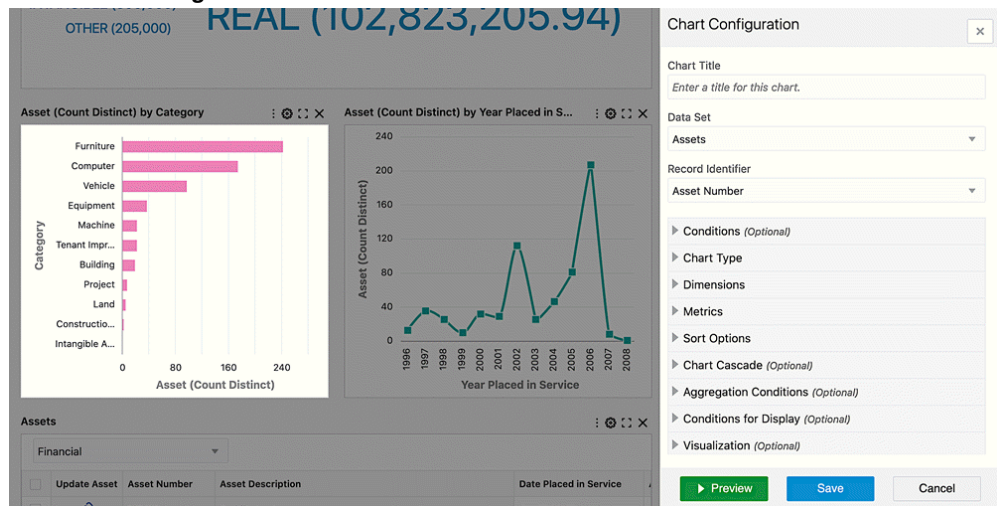 OTHER (205,000)
REAL (102,823,205.94)
Asset (Count Distinct) by Category
Furniture
Computer
Vehicle
Equipment
Machine
Tenant Impr...
Building
Project
Land
Constructio...
Intangible A...
Category
0 80 160 240
Asset (Count Distinct)
Asset (Count Distinct) by Year Placed in S...
240
200
160
120
80
40
0
Asset (Count Distinct)
1996 1997 1998 1999 2000 2001 2002 2003 2004 2005 2006 2007 2008
Year Placed in Service
Assets
Financial
Update Asset Asset Number Asset Description Date Placed in Service
Chart Configuration
Chart Title
Enter a title for this chart.
Data Set
Assets
Record Identifier
Asset Number
Conditions (Optional)
Chart Type
Dimensions
Metrics
Sort Options
Chart Cascade (Optional)
Aggregation Conditions (Optional)
Conditions for Display (Optional)
Visualization (Optional)
Preview Save Cancel